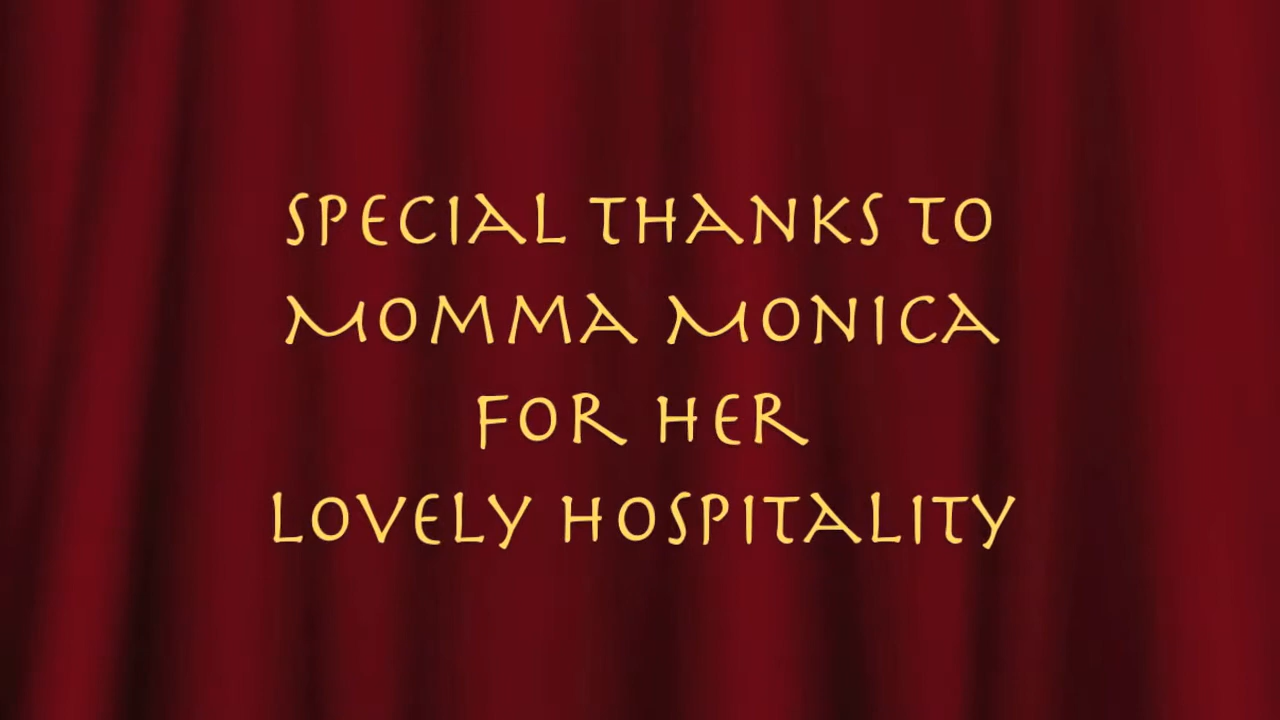 Special thanks to
Momma Monica
for her
lovely hospitality